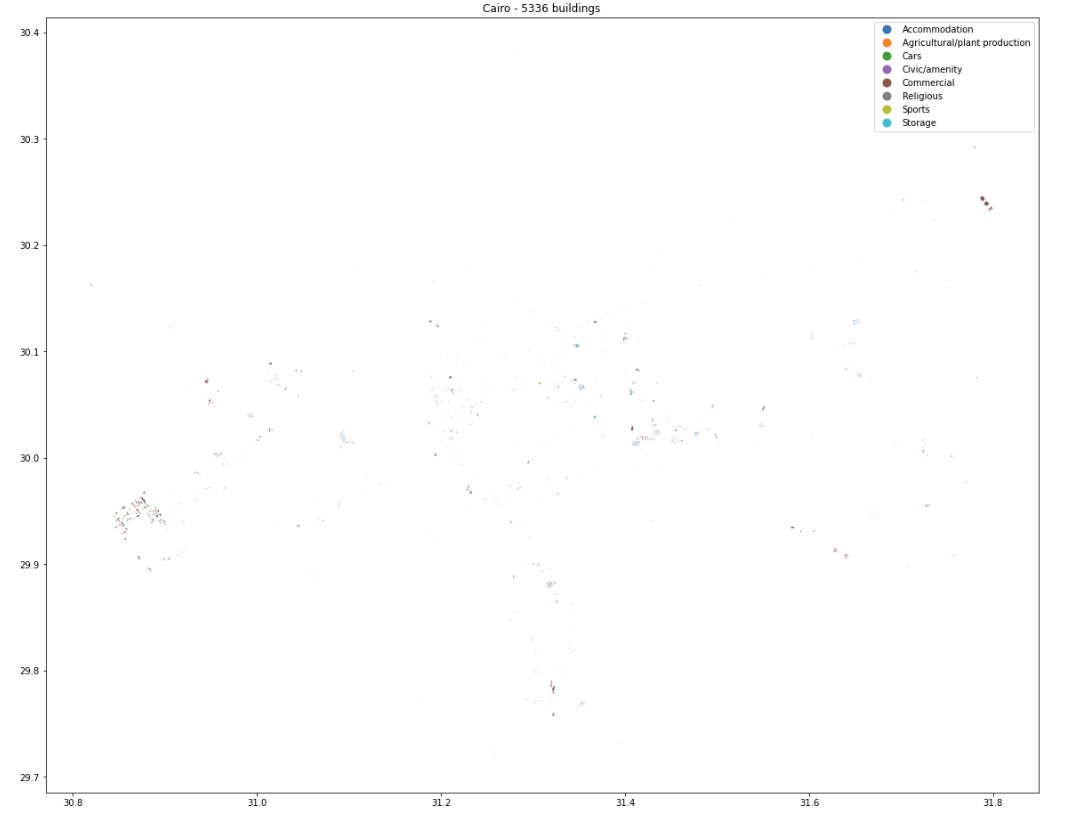 Cairo - 5336 buildings
30.4
30.3
30.2
30.1
30.0
29.9
29.8
29.7
30.8
31.0
31.2
31.4
31.6
31.8
Accommodation
Agricultural/plant production
Cars
Civic/amenity
Commercial
Religious
Sports
Storage